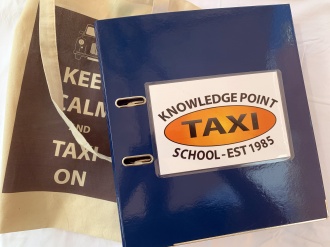 KEEP
CALM
AND
TAXI
ON
KNOWLEDGE POINT
TAXI
SCHOOL - EST 1985